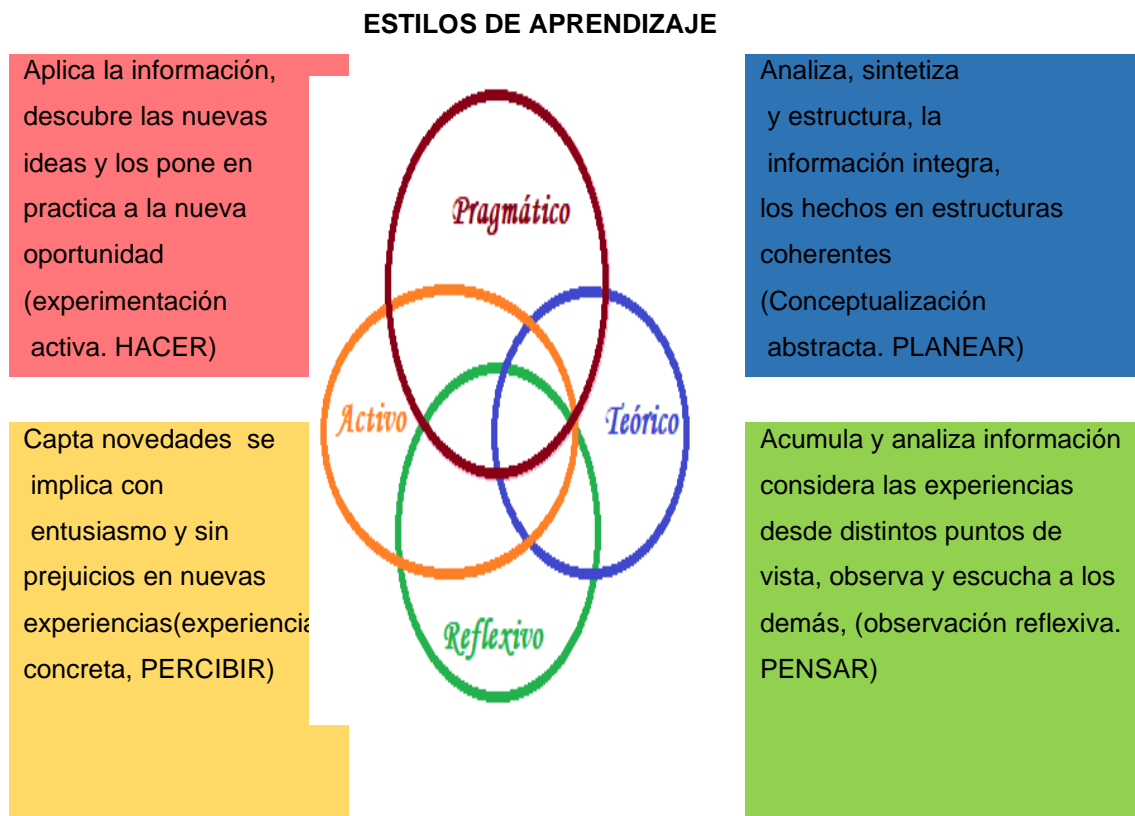 ESTILOS DE APRENDIZAJE
Aplica la información,
descubre las nuevas
ideas y los pone en
practica a la nueva
oportunidad
(experimentación
activa. HACER)
Analiza, sintetiza
y estructura, la
información integra,
los hechos en estructuras
coherentes
(Conceptualización
abstracta. PLANEAR)
Pragmático
Activo
Teórico
Reflexivo
Capta novedades se
implica con
entusiasmo y sin
prejuicios en nuevas
experiencias(experiencia
concreta, PERCIBIR)
Acumula y analiza información
considera las experiencias
desde distintos puntos de
vista, observa y escucha a los
demás, (observación reflexiva.
PENSAR)